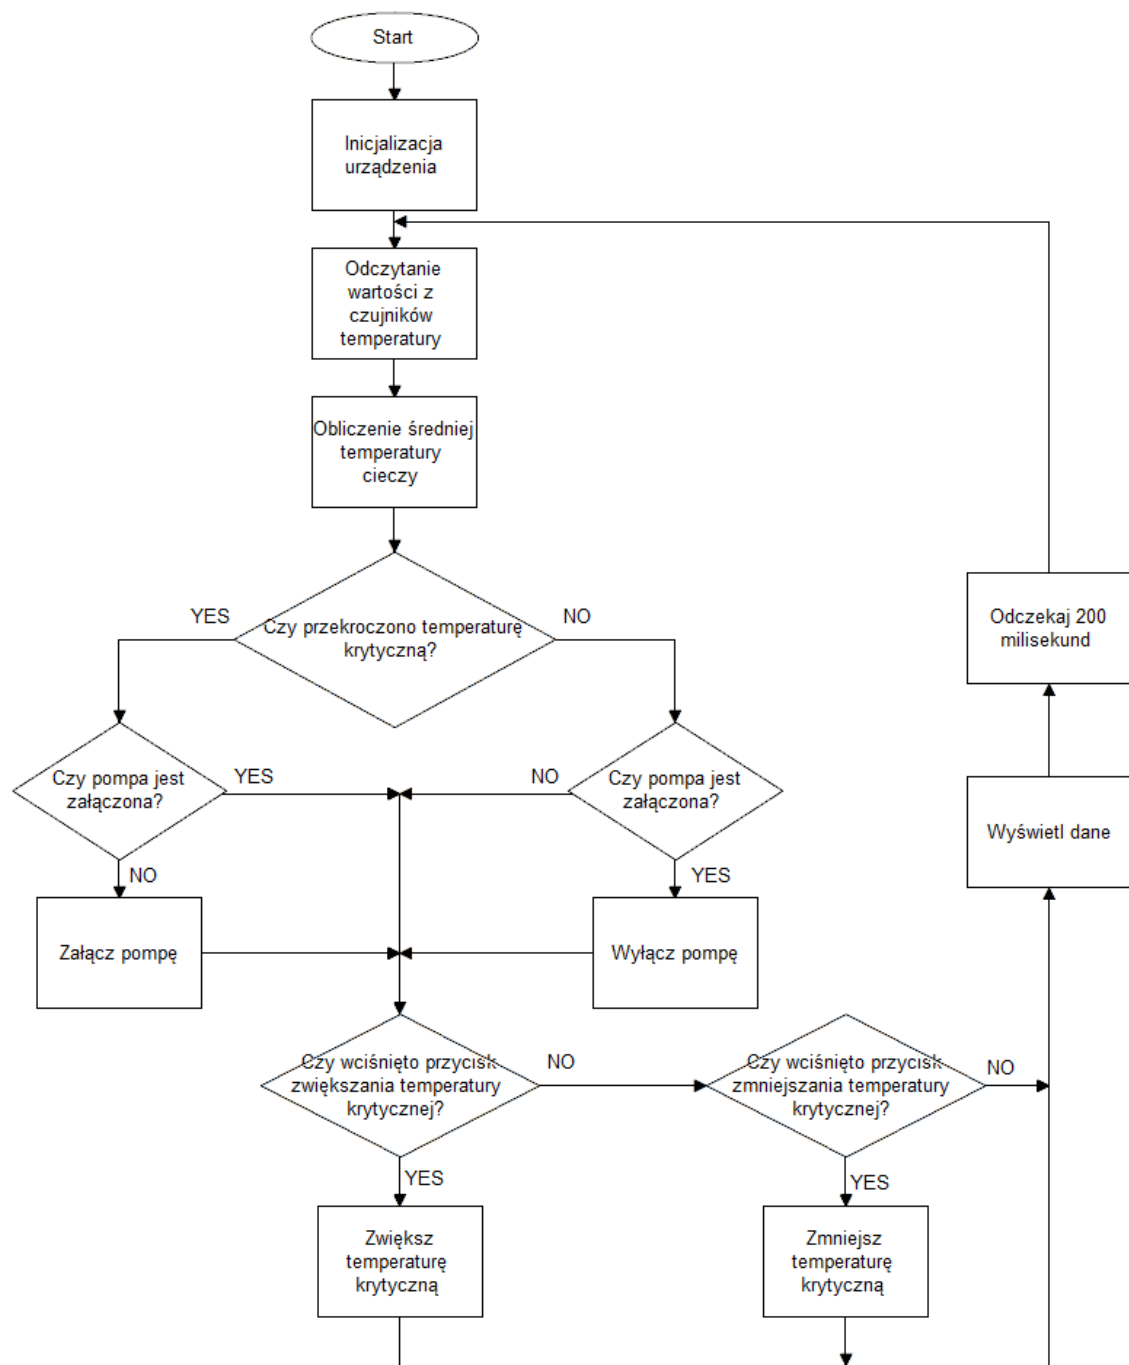 Start
Inicjalizacja
urządzenia
Odczytanie
wartości z
czujników
temperatury
Obliczenie średniej
temperatury
cieczy
YES
NO
Czy przekroczono temperaturę
krytyczną?
Odczekaj 200
milisekund
Czy pompa jest
załączona?
YES
NO
Czy pompa jest
załączona?
Wyświetl dane
NO
YES
Załącz pompę
Wyłącz pompę
Czy wciśnięto przycisk
zwiększania temperatury
krytycznej?
NO
Czy wciśnięto przycisk
zmniejszania temperatury
krytycznej?
NO
YES
YES
Zwiększ
temperaturę
krytyczną
Zmniejsz
temperaturę
krytyczną